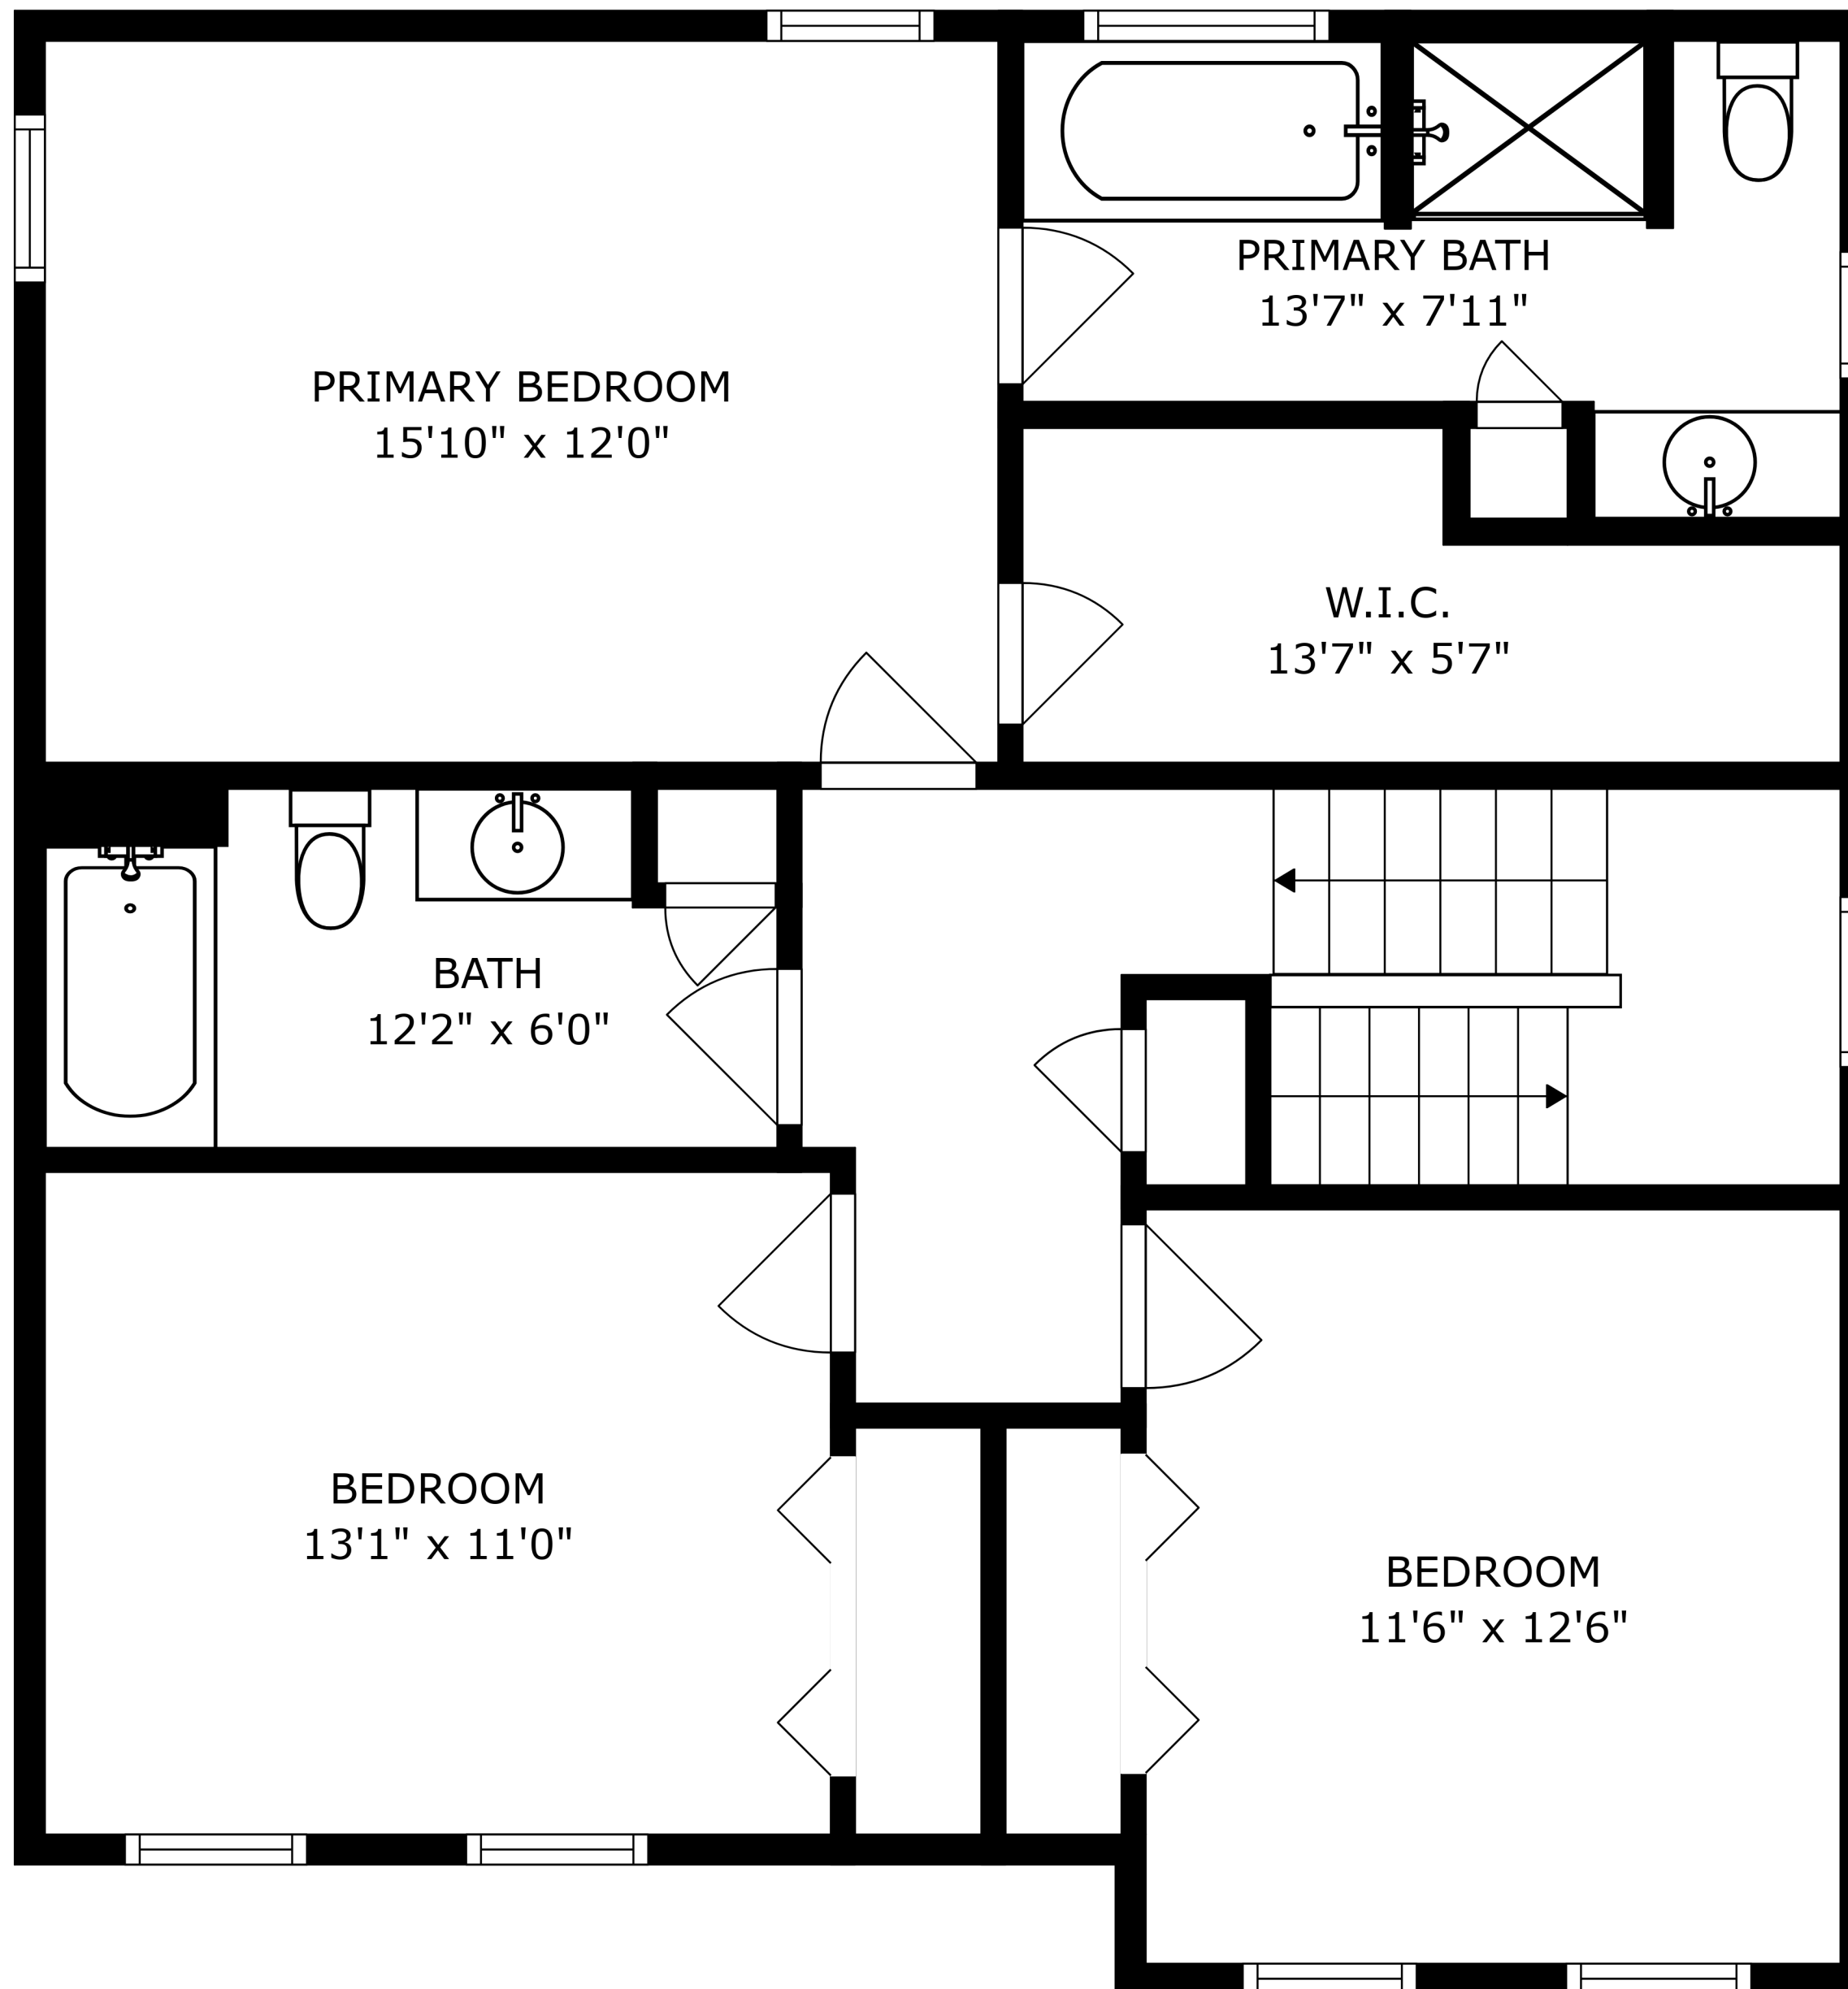 PRIMARY BATH
13'7" x 7'11"
PRIMARY BEDROOM
15'10" x 12'0"
W.I.C.
13'7" x 5'7"
BATH
12'2" x 6'0"
BEDROOM
13'1" x 11'0"
BEDROOM
11'6" x 12'6"